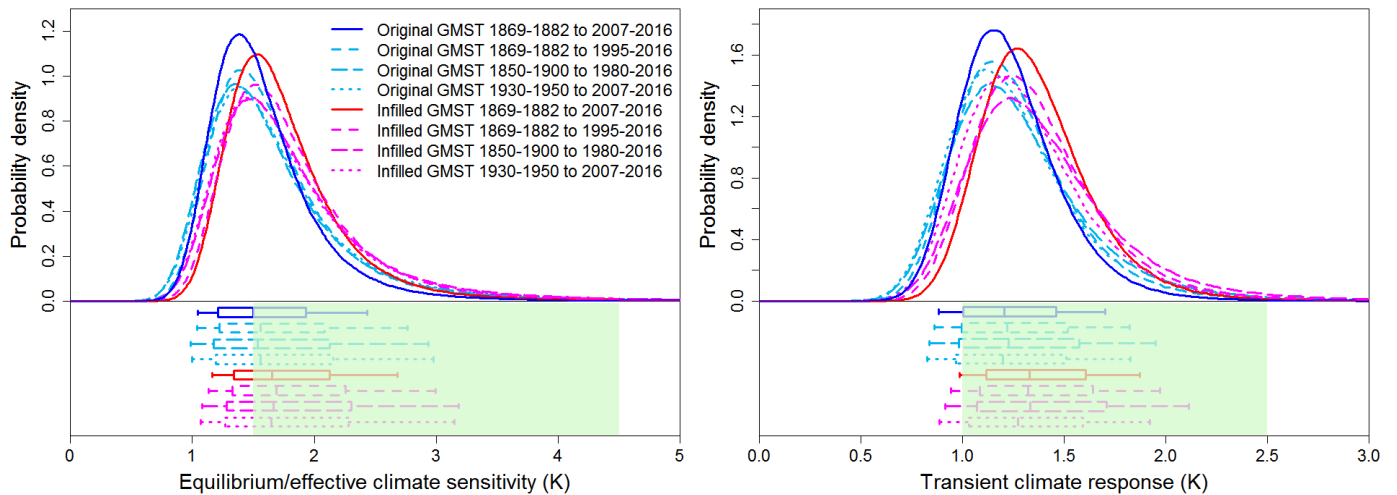 Probability density
0.0
0.2
0.4
0.6
0.8
1.0
1.2
Original GMST 1869-1882 to 2007-2016
Original GMST 1869-1882 to 1995-2016
Original GMST 1850-1900 to 1980-2016
Original GMST 1930-1950 to 2007-2016
Infilled GMST 1869-1882 to 2007-2016
Infilled GMST 1869-1882 to 1995-2016
Infilled GMST 1850-1900 to 1980-2016
Infilled GMST 1930-1950 to 2007-2016
0 1 2 3 4 5
Equilibrium/effective climate sensitivity (K)
Probability density
0.0
0.4
0.8
1.2
1.6
0.0 0.5 1.0 1.5 2.0 2.5 3.0
Transient climate response (K)